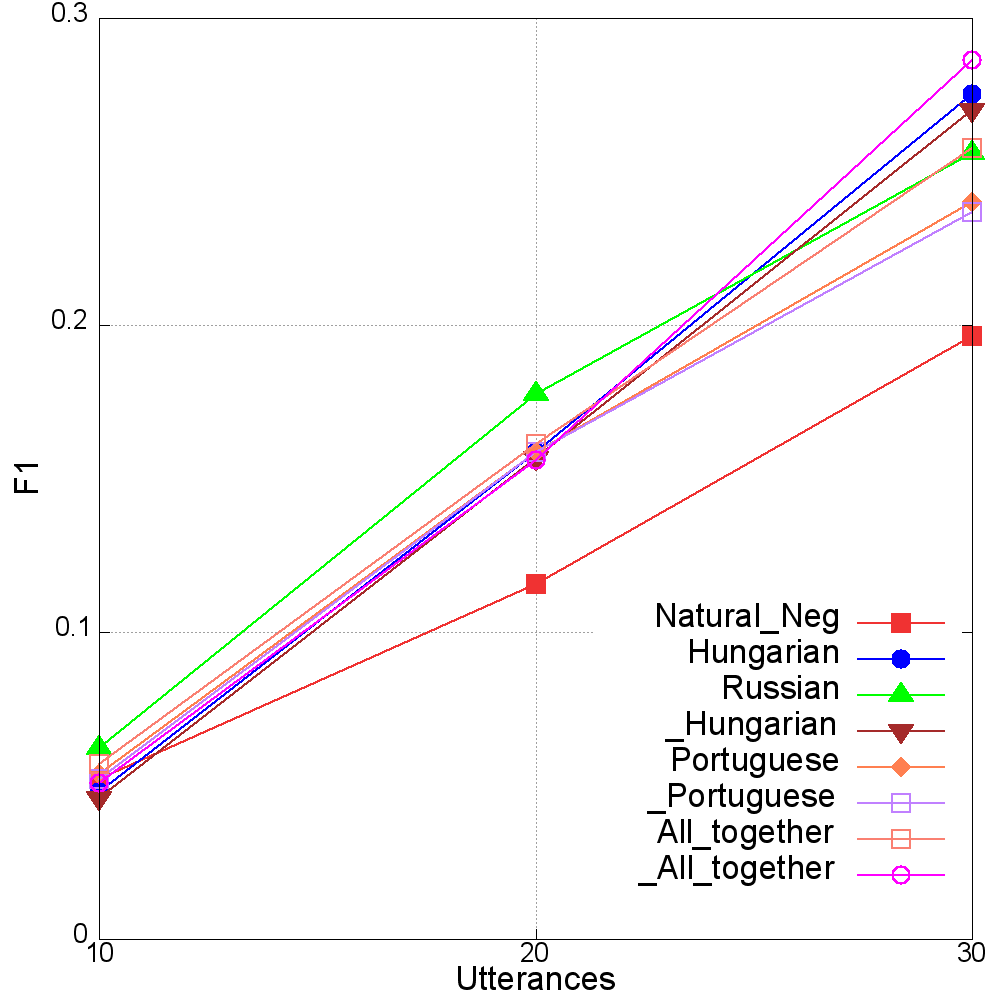 0.3
0.2
0.1
0
F1
10
20
30
Utterances
Natural_Neg
Hungarian
Russian
_Hungarian
Portuguese
_Portuguese
All_together
_All_together